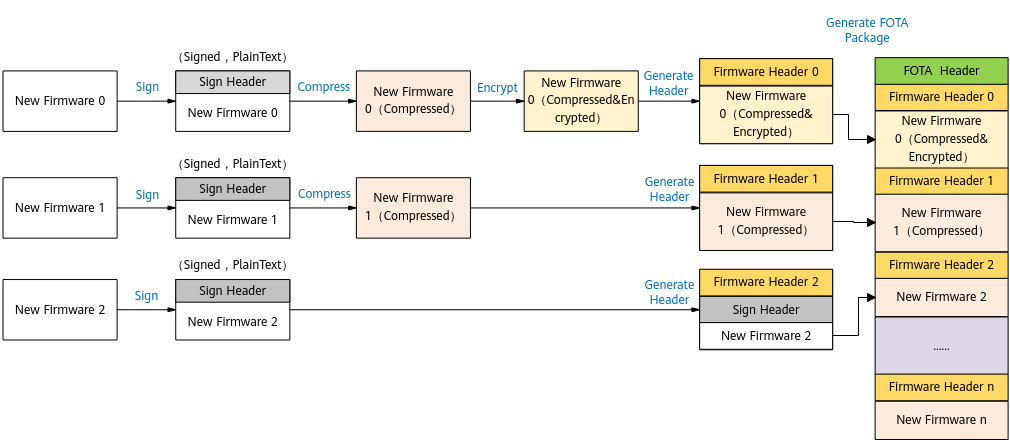 Generate FOTA
Package
（Signed，PlainText）
New Firmware 0
Sign
Sign Header
New Firmware 0
Compress
New Firmware
0（Compressed）
Encrypt
New Firmware
0（Compressed&En
crypted）
Generate
Header
Firmware Header 0
New Firmware
0（Compressed&
Encrypted）
（Signed，PlainText）
New Firmware 1
Sign
Sign Header
New Firmware 1
Compress
New Firmware
1（Compressed）
Generate
Header
Firmware Header 1
New Firmware
1（Compressed）
（Signed，PlainText）
New Firmware 2
Sign
Sign Header
New Firmware 2
Generate
Header
Firmware Header 2
Sign Header
New Firmware 2
FOTA  Header
Firmware Header 0
New Firmware
0（Compressed&
Encrypted）
Firmware Header 1
New Firmware
1（Compressed）
Firmware Header 2
New Firmware 2
......
Firmware Header n
New Firmware n